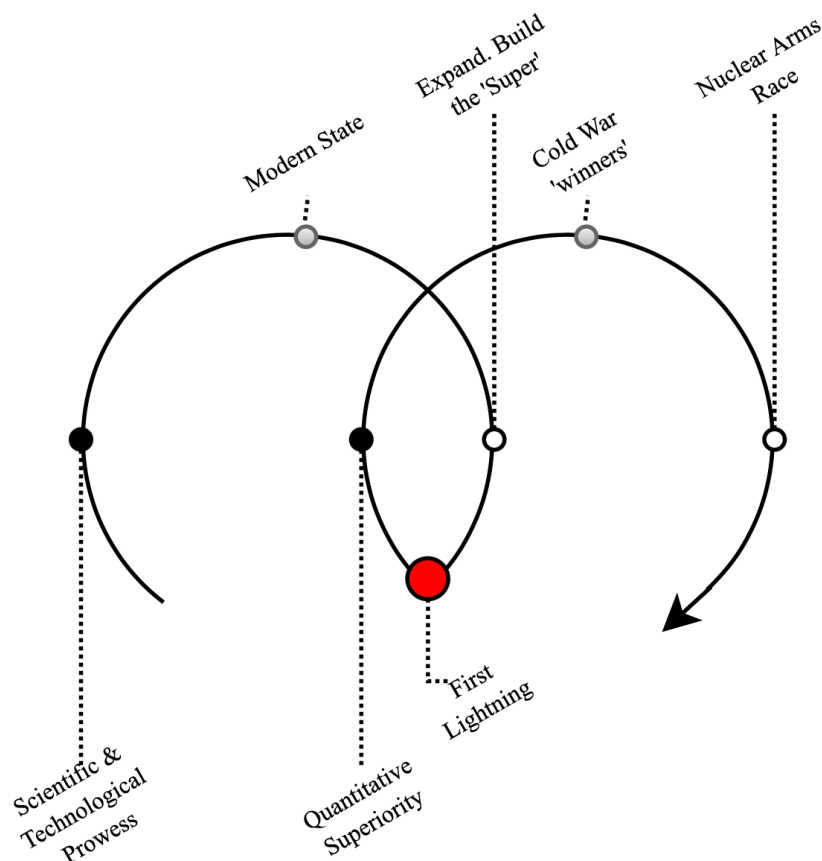 Expand. Build
the 'Super'
Nuclear Arms
Race
Modern State
Cold War
'winners'
First
Lightning
Scientific &
Technological
Prowess
Quantitative
Superiority